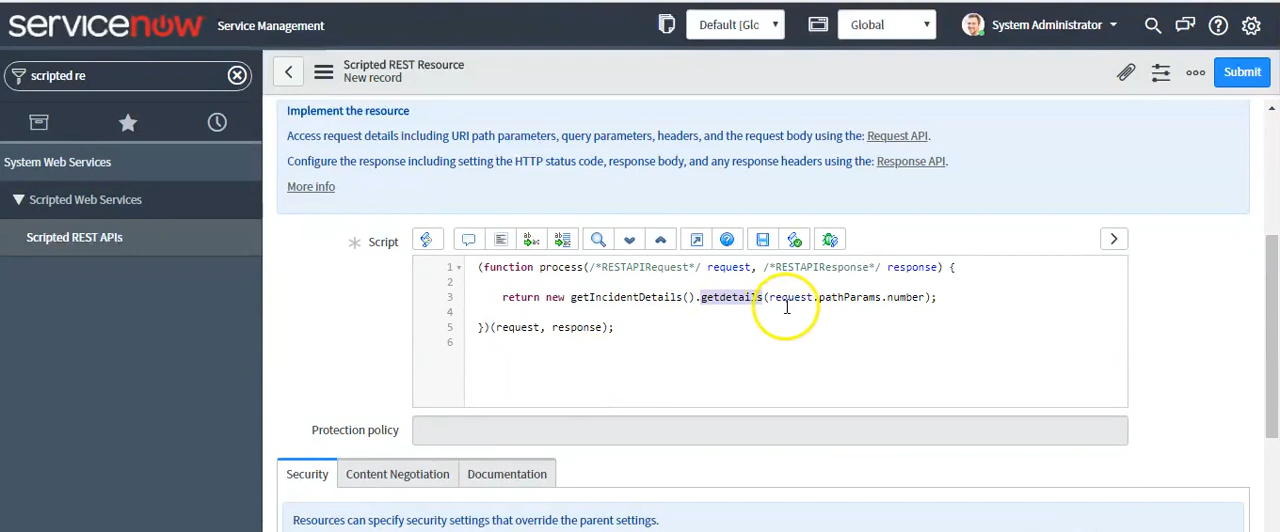 servicenow Service Management
Default [Glc
Global
System Administrator
scripted re
Scripted REST Resource
New record
Submit
System Web Services
Scripted Web Services
Scripted REST APIs
Implement the resource
Access request details including URI path parameters, query parameters, headers, and the request body using the: Request API.
Configure the response including setting the HTTP status code, response body, and any response headers using the: Response API.
More info
Script
1 (function process(/*RESTAPIRequest*/ request, /*RESTAPIResponse*/ response) {
2
3 return new getIncidentDetails().getdetails(request.pathParams.number);
4
5 })(request, response);
6
Protection policy
Security
Content Negotiation
Documentation
Resources can specify security settings that override the parent settings.